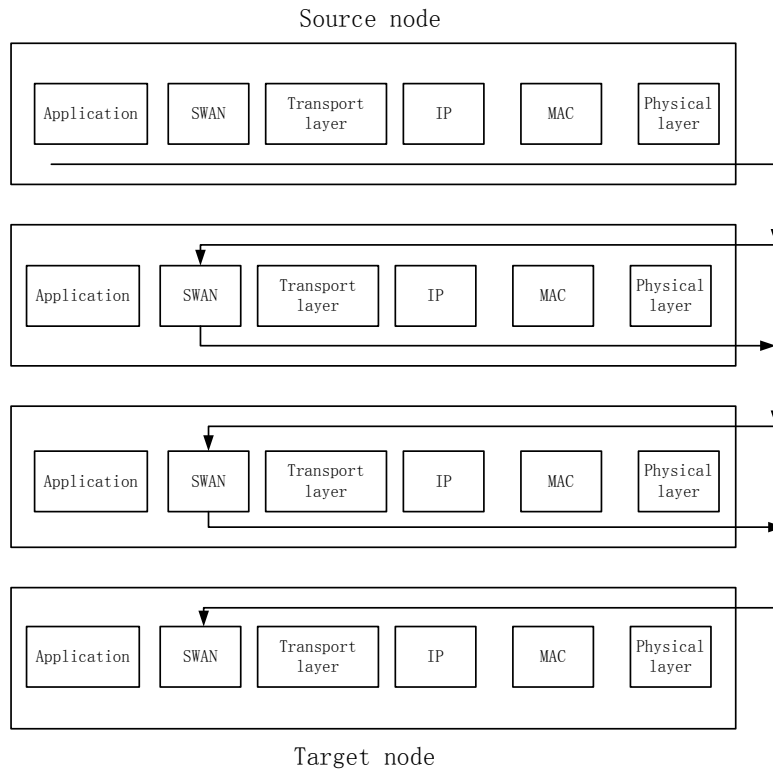 Source node
Application
SWAN
Transport
layer
IP
MAC
Physical
layer
Application
SWAN
Transport
layer
IP
MAC
Physical
layer
Application
SWAN
Transport
layer
IP
MAC
Physical
layer
Application
SWAN
Transport
layer
IP
MAC
Physical
layer
Target node